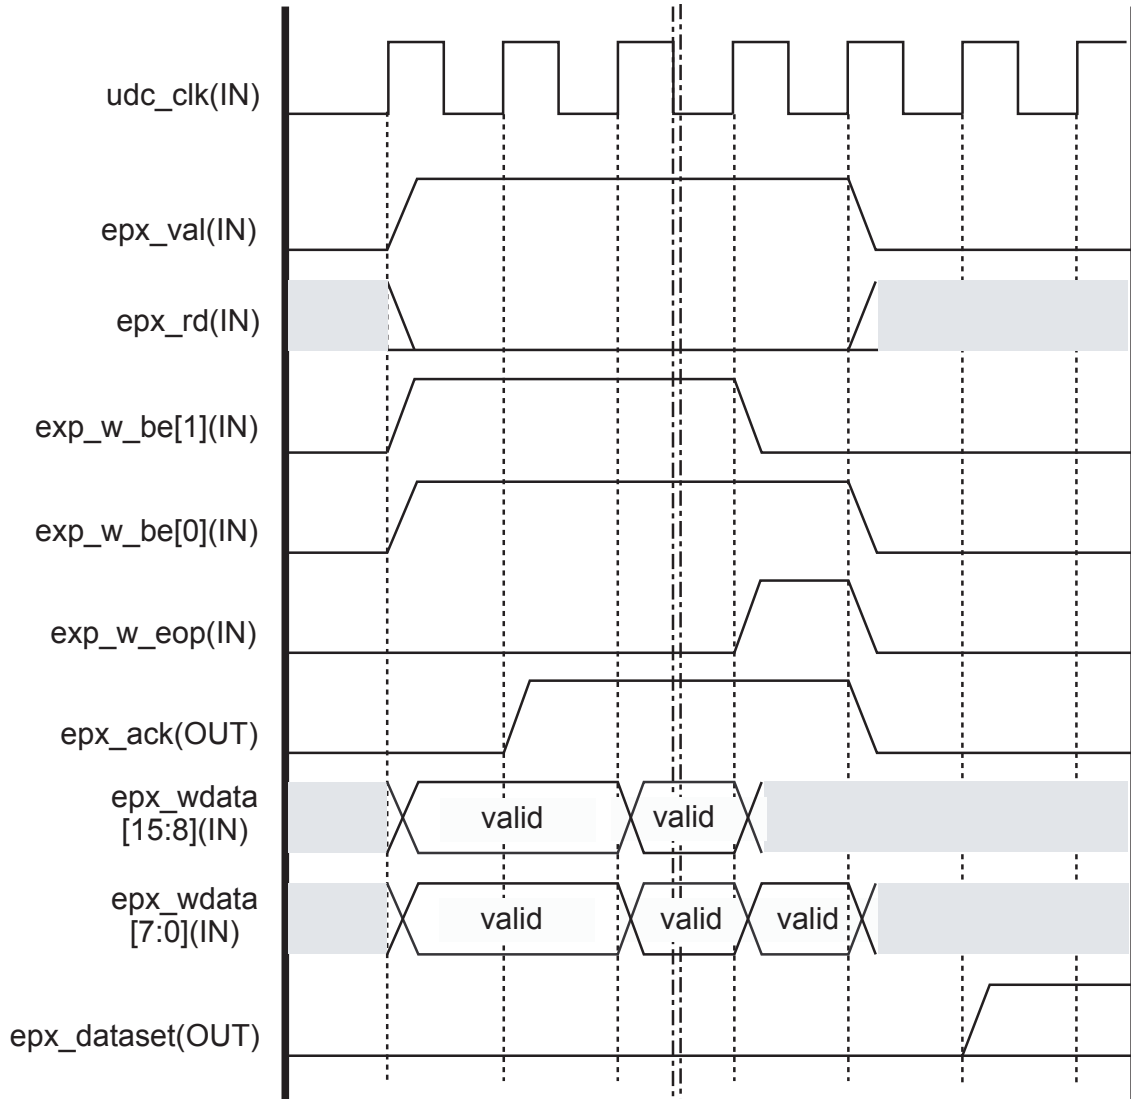 udc_clk(IN)
epx_val(IN)
epx_rd(IN)
exp_w_be[1](IN)
exp_w_be[0](IN)
exp_w_eop(IN)
epx_ack(OUT)
epx_wdata
[15:8](IN)
valid valid
epx_wdata
[7:0](IN)
valid valid valid
epx_dataset(OUT)